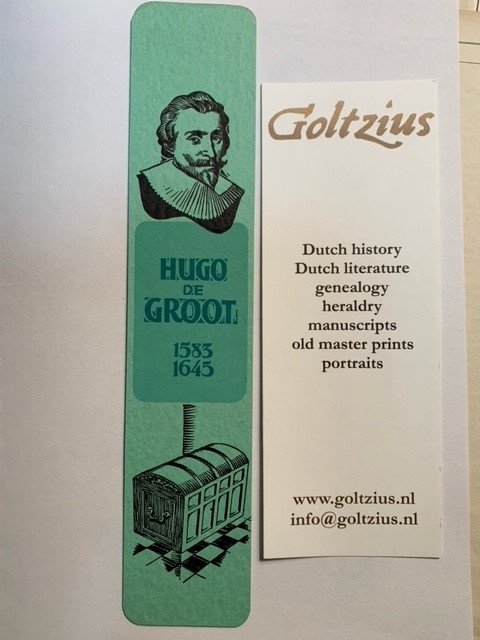 HUGO
DE
GROOT
1583
1645
Goltzius
Dutch history
Dutch literature
genealogy
heraldry
manuscripts
old master prints
portraits
www.goltzius.nl
info@goltzius.nl